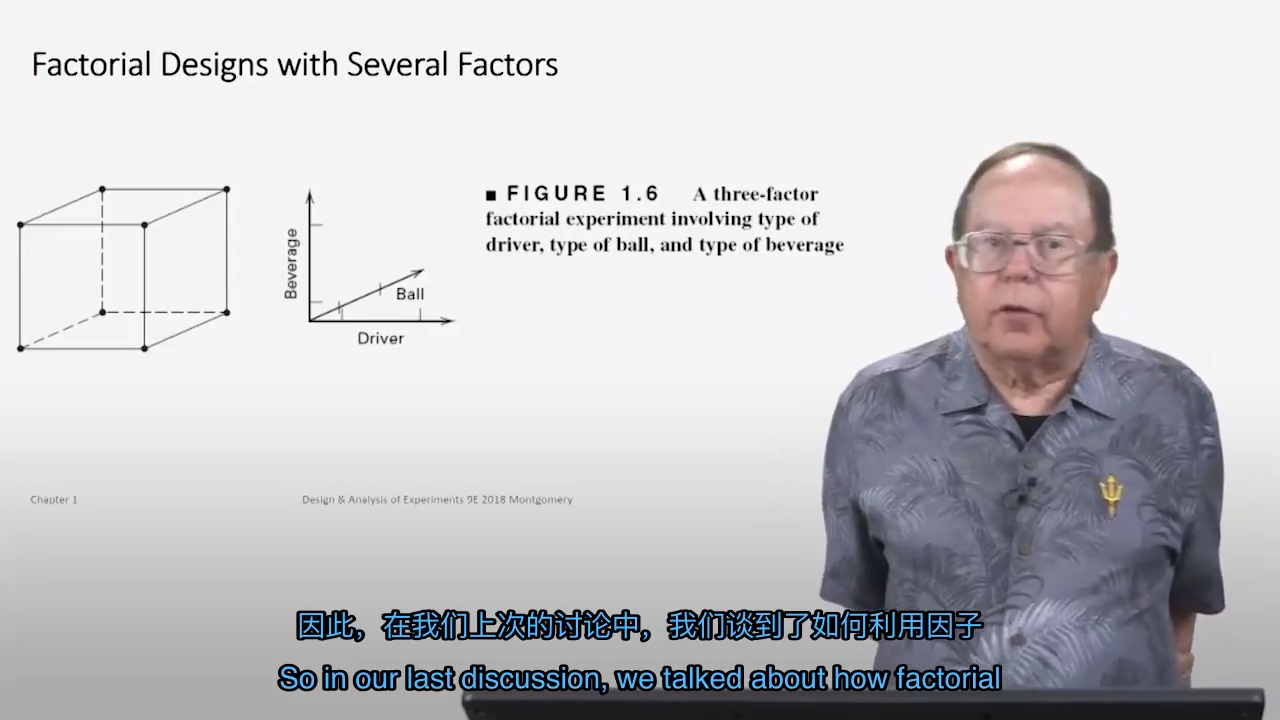 Factorial Designs with Several Factors
Beverage
Ball
Driver
■ FIGURE 1.6 A three-factor
factorial experiment involving type of
driver, type of ball, and type of beverage
Chapter 1
Design & Analysis of Experiments 9E 2018 Montgomery
因此，在我们上次的讨论中，我们谈到了如何利用因子
So in our last discussion, we talked about how factorial